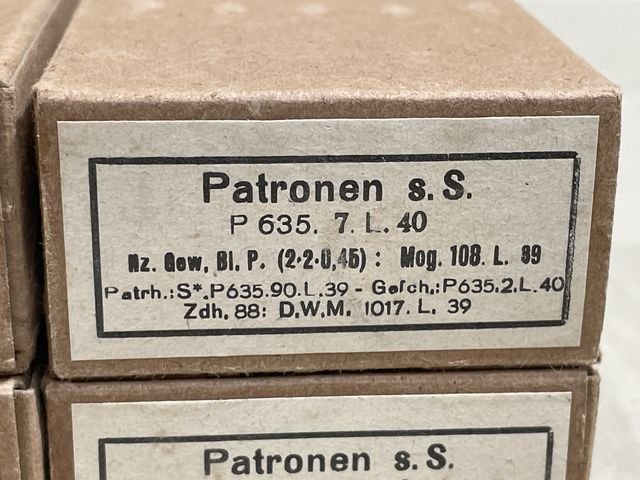 Patronen s. S.
P 635. 7. L. 40
Nz. Gew. Bl. P. (2·2·0,45) : Mog. 108. L. 39
Patrh.: S*. P635.90.L.39 - Gesch.: P635.2.L.40
Zdh. 88: D.W.M. 1017. L. 39
Patronen s. S.